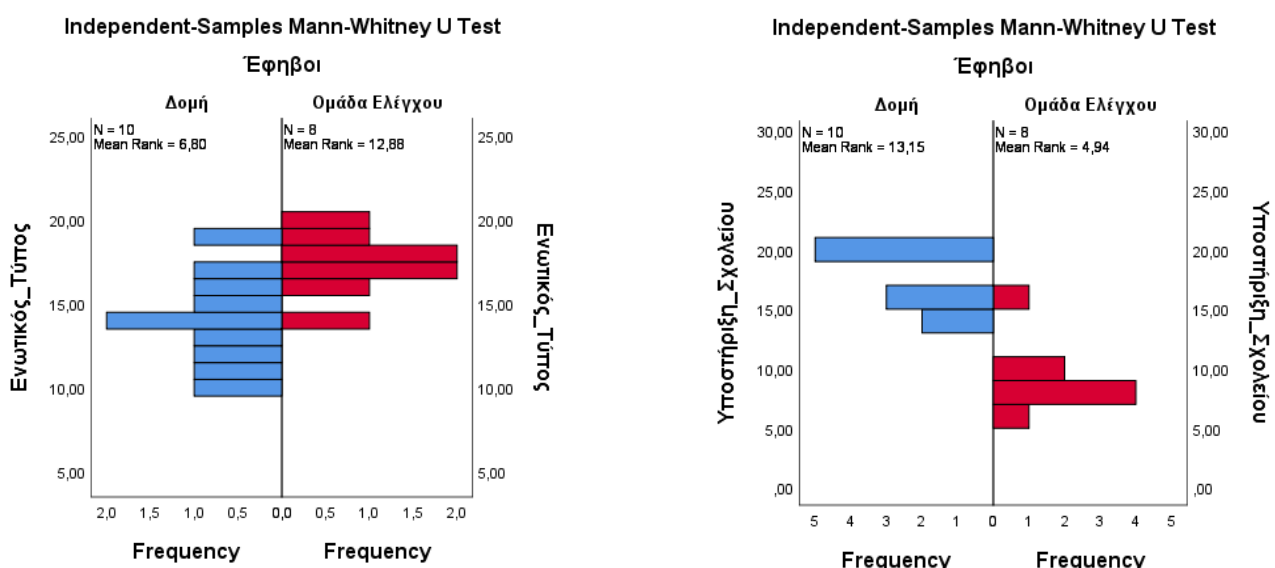 Independent-Samples Mann-Whitney U Test
Έφηβοι
Δομή
Ομάδα Ελέγχου
N = 10
Mean Rank = 6,80
N = 8
Mean Rank = 12,88
25,00
20,00
15,00
10,00
5,00
25,00
20,00
15,00
10,00
5,00
Ενωτικός_Τύπος
Ενωτικός_Τύπος
2,0 1,5 1,0 0,5 0,0 0,5 1,0 1,5 2,0
Frequency
Frequency
Independent-Samples Mann-Whitney U Test
Έφηβοι
Δομή
Ομάδα Ελέγχου
N = 10
Mean Rank = 13,15
N = 8
Mean Rank = 4,94
30,00
25,00
20,00
15,00
10,00
5,00
,00
30,00
25,00
20,00
15,00
10,00
5,00
,00
Υποστήριξη_Σχολείου
Υποστήριξη_Σχολείου
5 4 3 2 1 0 1 2 3 4 5
Frequency
Frequency